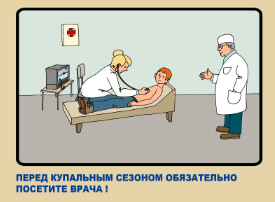 ПЕРЕД КУПАЛЬНЫМ СЕЗОНОМ ОБЯЗАТЕЛЬНО
ПОСЕТИТЕ ВРАЧА !